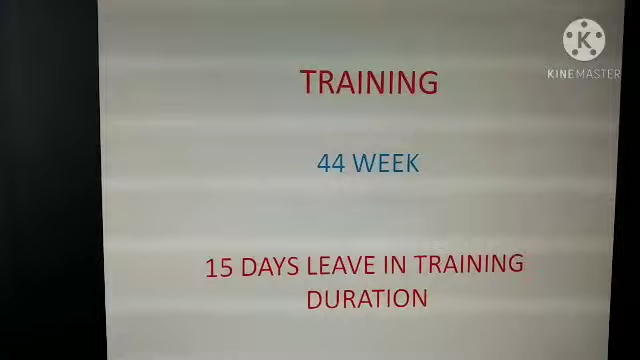 KINEMASTER
TRAINING
44 WEEK
15 DAYS LEAVE IN TRAINING
DURATION